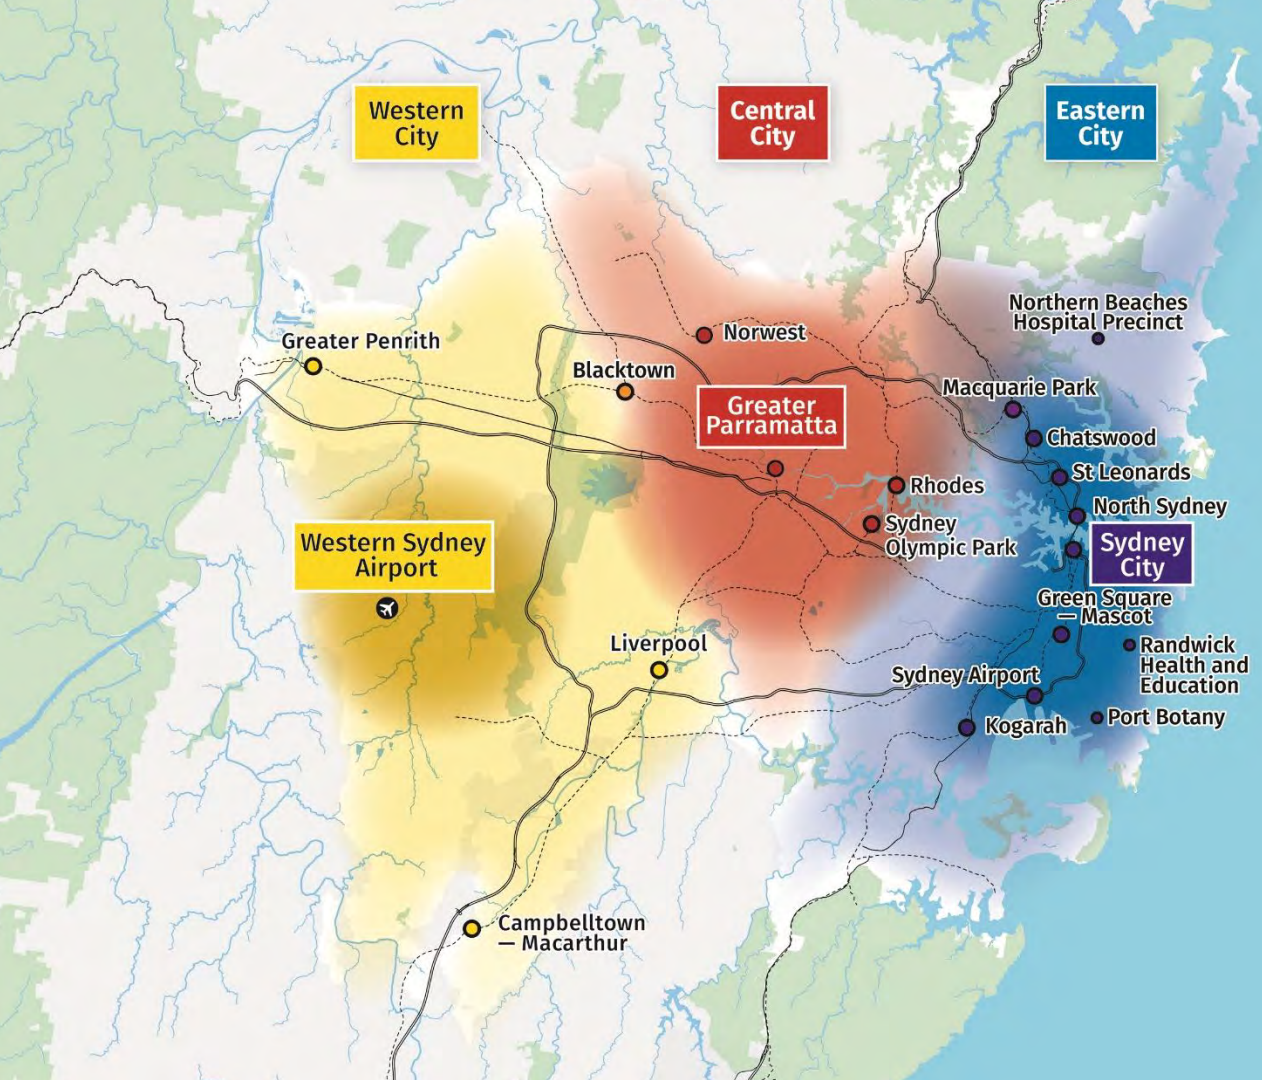 Western
City
Central
City
Eastern
City
Northern Beaches
Hospital Precinct
Norwest
Greater Penrith
Blacktown
Macquarie Park
Greater
Parramatta
Chatswood
St Leonards
Rhodes
North Sydney
Sydney
Olympic Park
Western Sydney
Airport
Sydney
City
Green Square
— Mascot
Liverpool
Randwick
Health and
Education
Sydney Airport
Kogarah
Port Botany
Campbelltown
— Macarthur